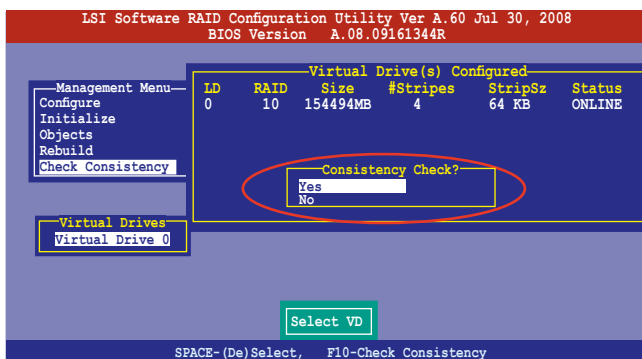 LSI Software RAID Configuration Utility Ver A.60 Jul 30, 2008
BIOS Version A.08.09161344R
Virtual Drive(s) Configured
LD RAID Size #Stripes StripSz Status
0 10 154494MB 4 64 KB ONLINE
Management Menu
Configure
Initialize
Objects
Rebuild
Check Consistency
Consistency Check?
Yes
No
Virtual Drives
Virtual Drive 0
Select VD
SPACE-(De)Select, F10-Check Consistency